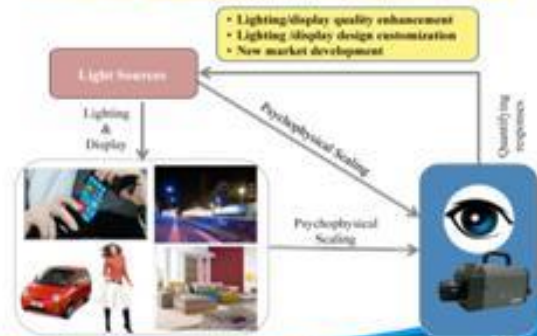 • Lighting/display quality enhancement
• Lighting /display design customization
• New market development
Light Sources
Lighting
&
Display
Psychophysical Scaling
Quantifying
responses
Psychophysical
Scaling